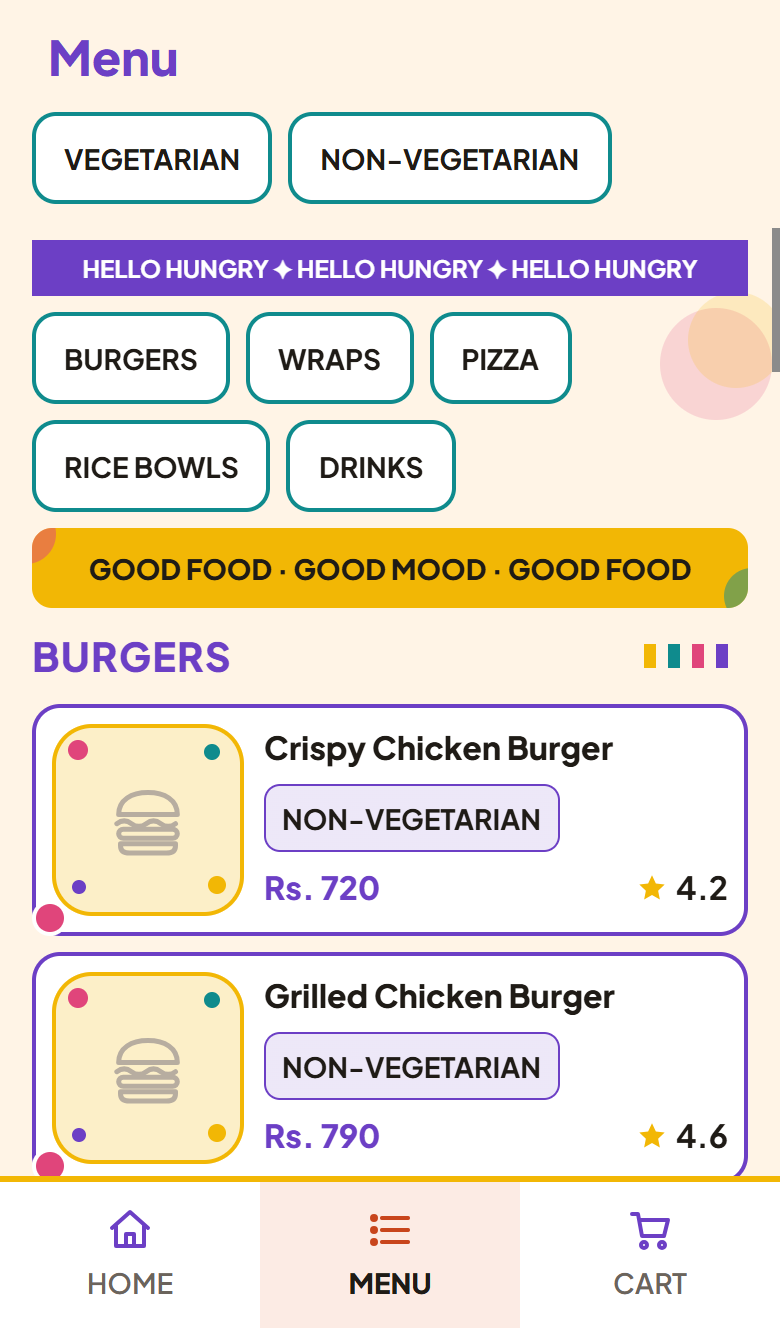 Menu
VEGETARIAN NON-VEGETARIAN
HELLO HUNGRY ✦ HELLO HUNGRY ✦ HELLO HUNGRY
BURGERS WRAPS PIZZA
RICE BOWLS DRINKS
GOOD FOOD · GOOD MOOD · GOOD FOOD
BURGERS
Crispy Chicken Burger
NON-VEGETARIAN
Rs. 720 4.2
Grilled Chicken Burger
NON-VEGETARIAN
Rs. 790 4.6
HOME MENU CART